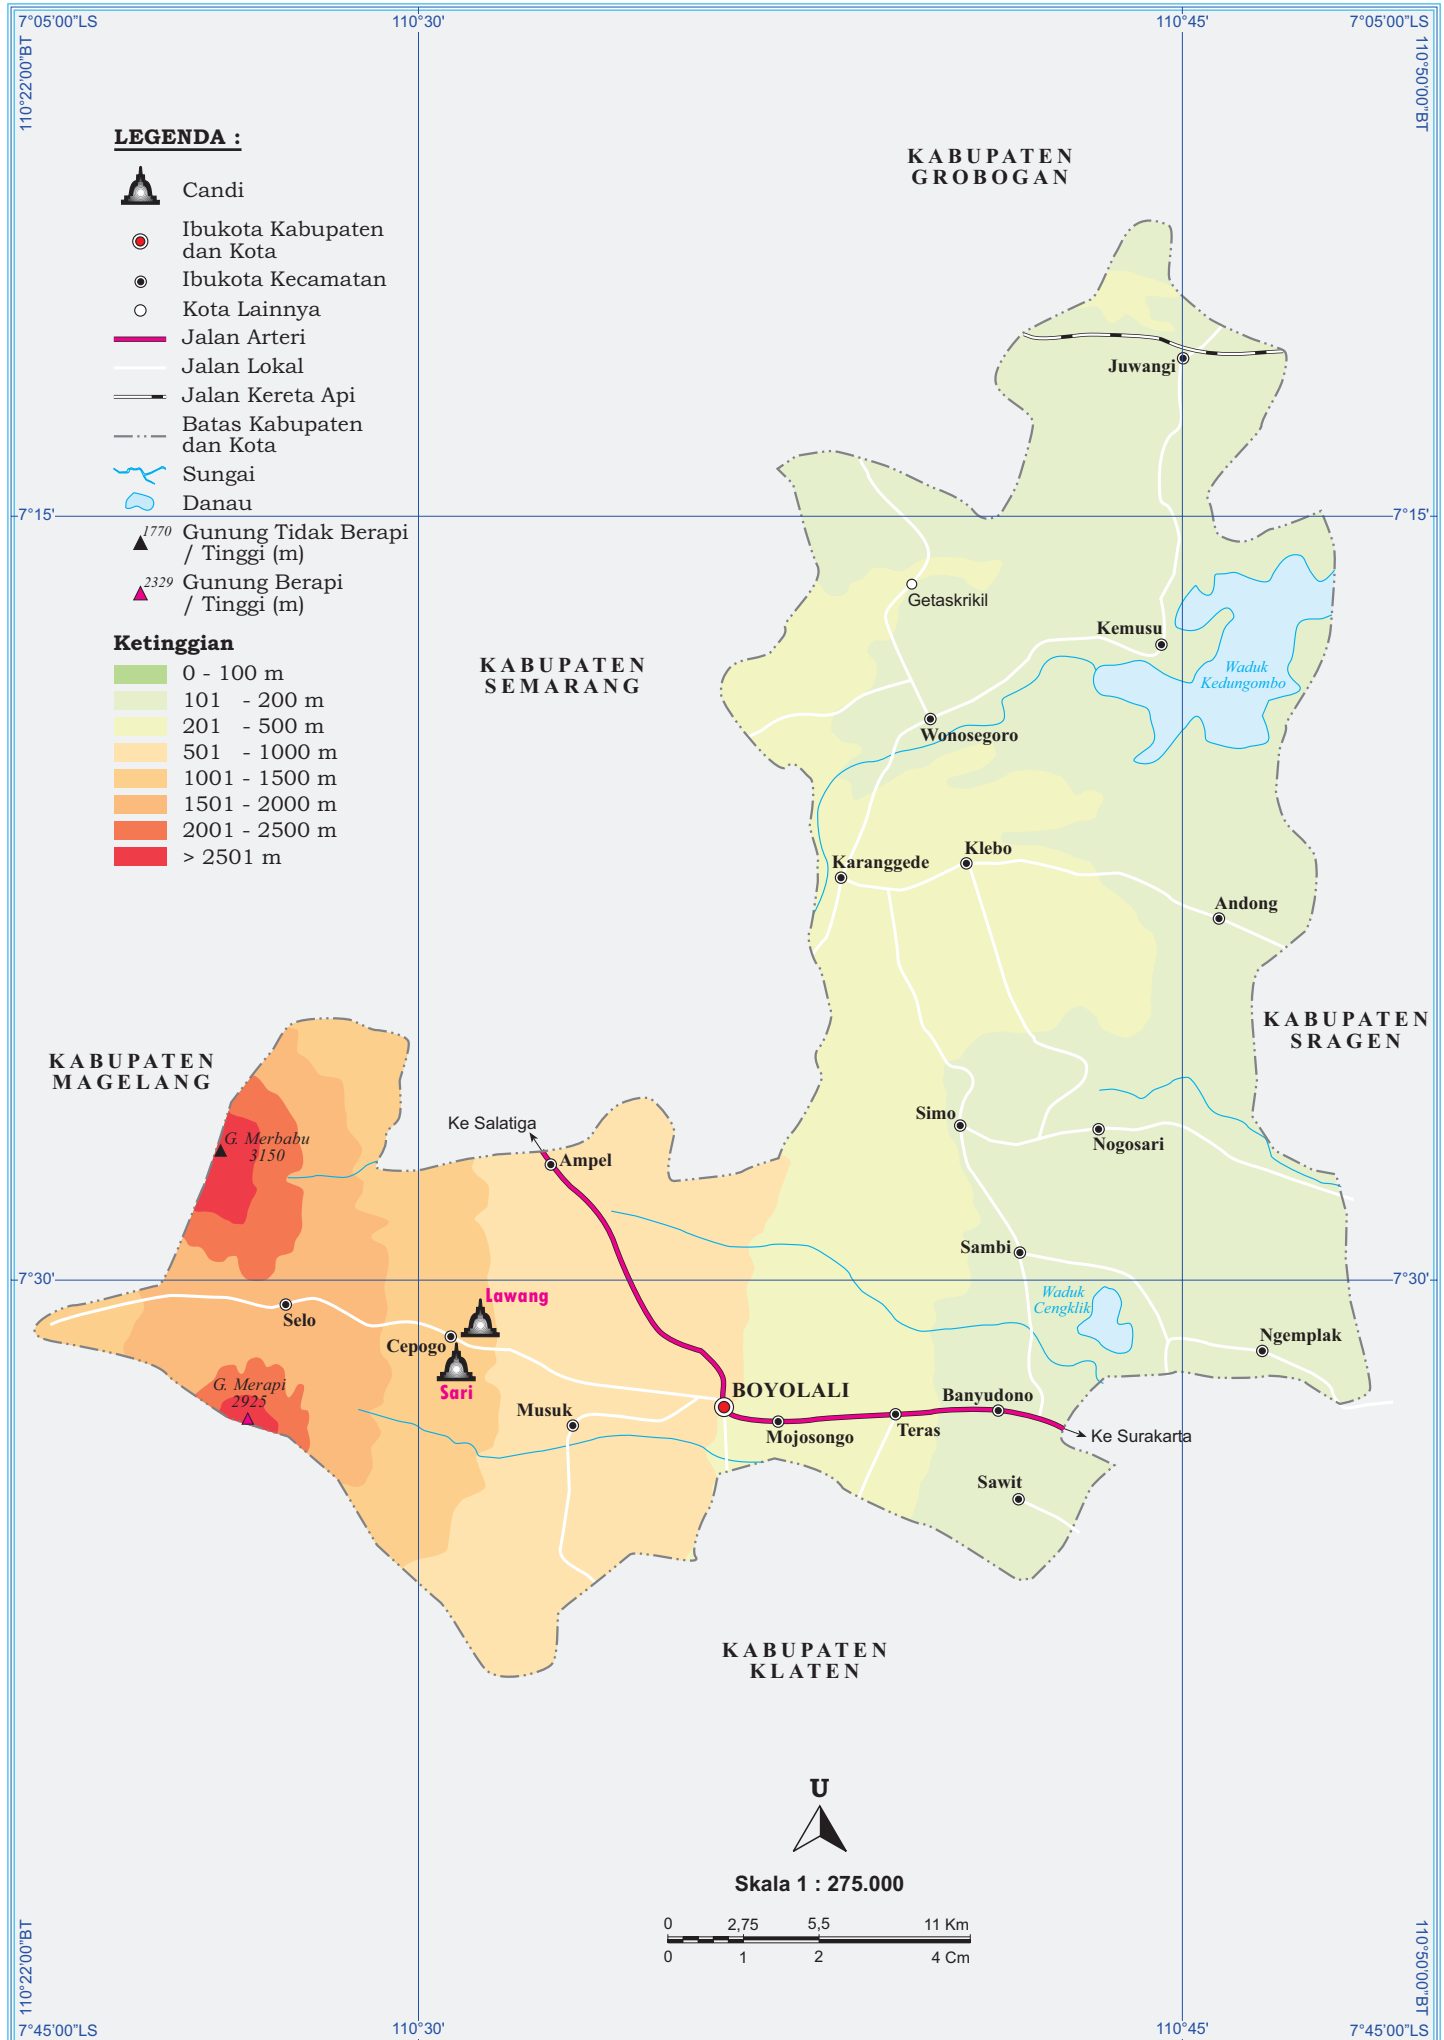 7°05'00"LS
110°30'
110°45'
7°05'00"LS
110°22'00"BT
110°50'00"BT
LEGENDA :
Candi
Ibukota Kabupaten
dan Kota
Ibukota Kecamatan
Kota Lainnya
Jalan Arteri
Jalan Lokal
Jalan Kereta Api
Batas Kabupaten
dan Kota
Sungai
Danau
1770 Gunung Tidak Berapi
/ Tinggi (m)
2329 Gunung Berapi
/ Tinggi (m)
Ketinggian
0 - 100 m
101 - 200 m
201 - 500 m
501 - 1000 m
1001 - 1500 m
1501 - 2000 m
2001 - 2500 m
> 2501 m
KABUPATEN
GROBOGAN
Juwangi
7°15'
7°15'
Getaskrikil
Kemusu
KABUPATEN
SEMARANG
Waduk
Kedungombo
Wonosegoro
Karanggede
Klebo
Andong
KABUPATEN
SRAGEN
KABUPATEN
MAGELANG
G. Merbabu
3150
Ke Salatiga
Ampel
Simo
Nogosari
Sambi
7°30'
7°30'
Waduk
Cengklik
Lawang
Selo
Cepogo
Sari
Ngemplak
G. Merapi
2925
BOYOLALI
Musuk
Mojosongo
Teras
Banyudono
Ke Surakarta
Sawit
KABUPATEN
KLATEN
U
Skala 1 : 275.000
0 2,75 5,5 11 Km
0 1 2 4 Cm
110°22'00"BT
110°50'00"BT
7°45'00"LS
110°30'
110°45'
7°45'00"LS